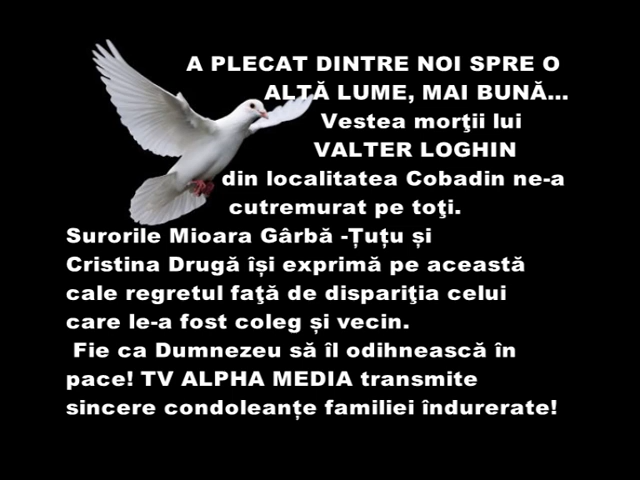 A PLECAT DINTRE NOI SPRE O
ALTĂ LUME, MAI BUNĂ...
Vestea morţii lui
VALTER LOGHIN
din localitatea Cobadin ne-a
cutremurat pe toţi.
Surorile Mioara Gârbă -Țuțu și
Cristina Drugă își exprimă pe această
cale regretul faţă de dispariţia celui
care le-a fost coleg și vecin.
Fie ca Dumnezeu să îl odihnească în
pace! TV ALPHA MEDIA transmite
sincere condoleanțe familiei îndurerate!